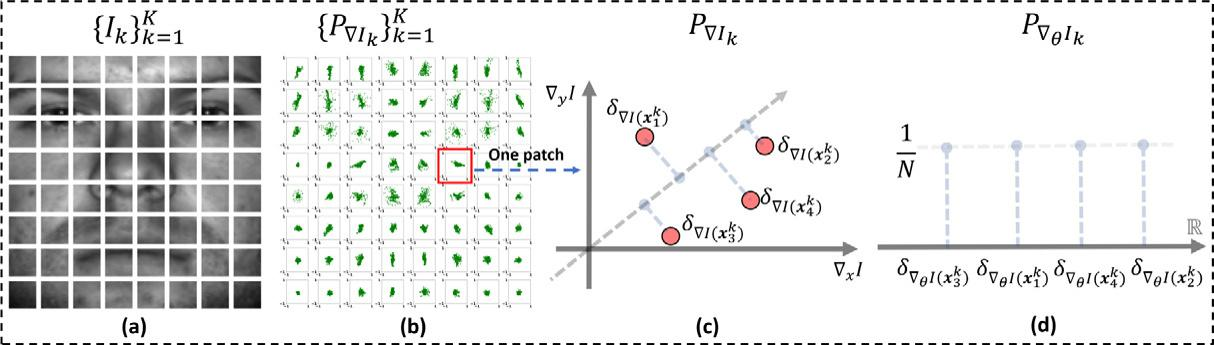 {I_k}_{k=1}^K
{P_{∇I_k}}_{k=1}^K
P_{∇I_k}
P_{∇_θ I_k}
One patch
∇_y I
δ_{∇I(x_1^k)}
δ_{∇I(x_2^k)}
δ_{∇I(x_4^k)}
δ_{∇I(x_3^k)}
∇_x I
1/N
ℝ
δ_{∇_θ I(x_3^k)} δ_{∇_θ I(x_1^k)} δ_{∇_θ I(x_4^k)} δ_{∇_θ I(x_2^k)}
(a) (b) (c) (d)